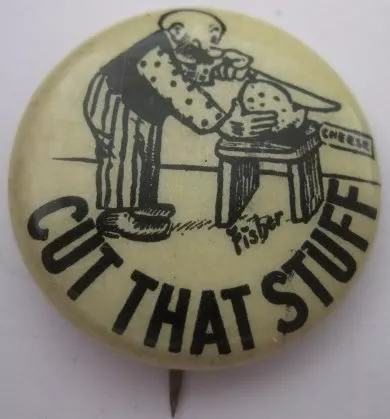 CHEESE
Fisher
CUT THAT STUFF